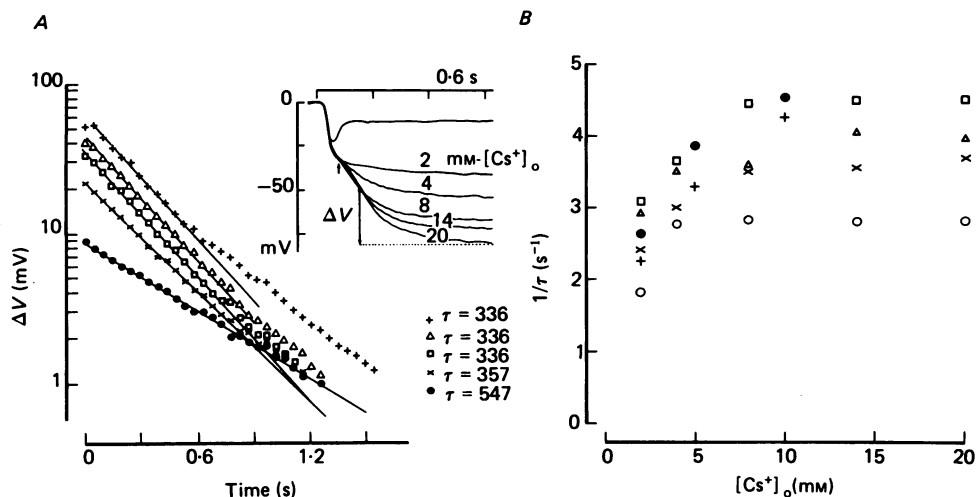 A
100
10
1
ΔV (mV)
0
0·6
1·2
Time (s)
0·6 s
0
−50
mV
ΔV
2
mM-[Cs⁺]ₒ
4
8
14
20
+ τ = 336
△ τ = 336
□ τ = 336
× τ = 357
● τ = 547
B
5
4
3
2
1
0
1/τ (s⁻¹)
0
5
10
15
20
[Cs⁺]ₒ(mM)